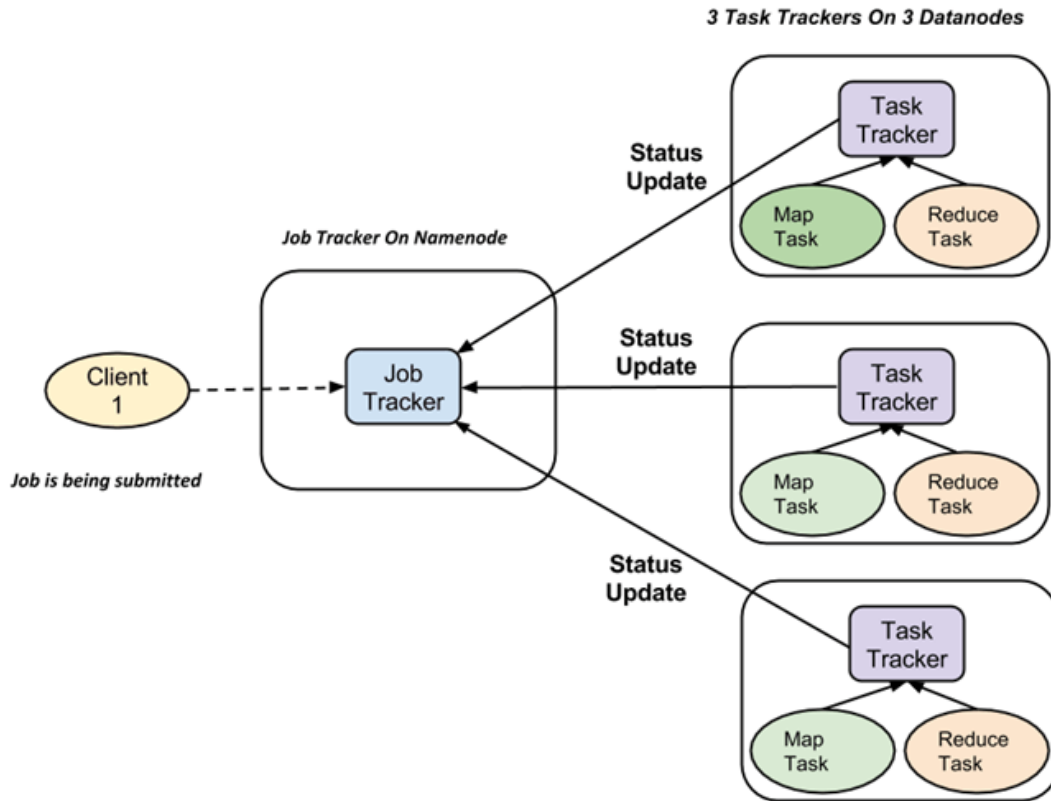 3 Task Trackers On 3 Datanodes
Task
Tracker
Status
Update
Map
Task
Reduce
Task
Job Tracker On Namenode
Client
1
Job
Tracker
Status
Update
Task
Tracker
Job is being submitted
Map
Task
Reduce
Task
Status
Update
Task
Tracker
Map
Task
Reduce
Task